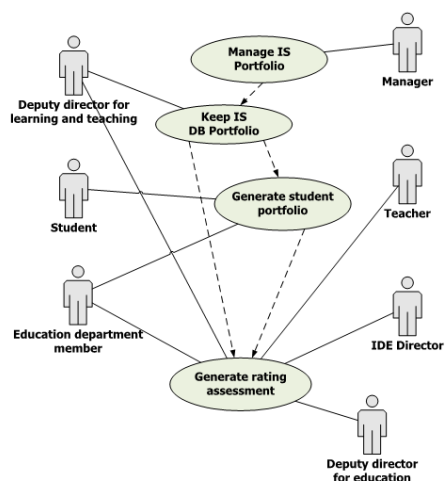 Manage IS
Portfolio
Manager
Deputy director for
learning and teaching
Keep IS
DB Portfolio
Student
Generate student
portfolio
Teacher
Education department
member
IDE Director
Generate rating
assessment
Deputy director
for education